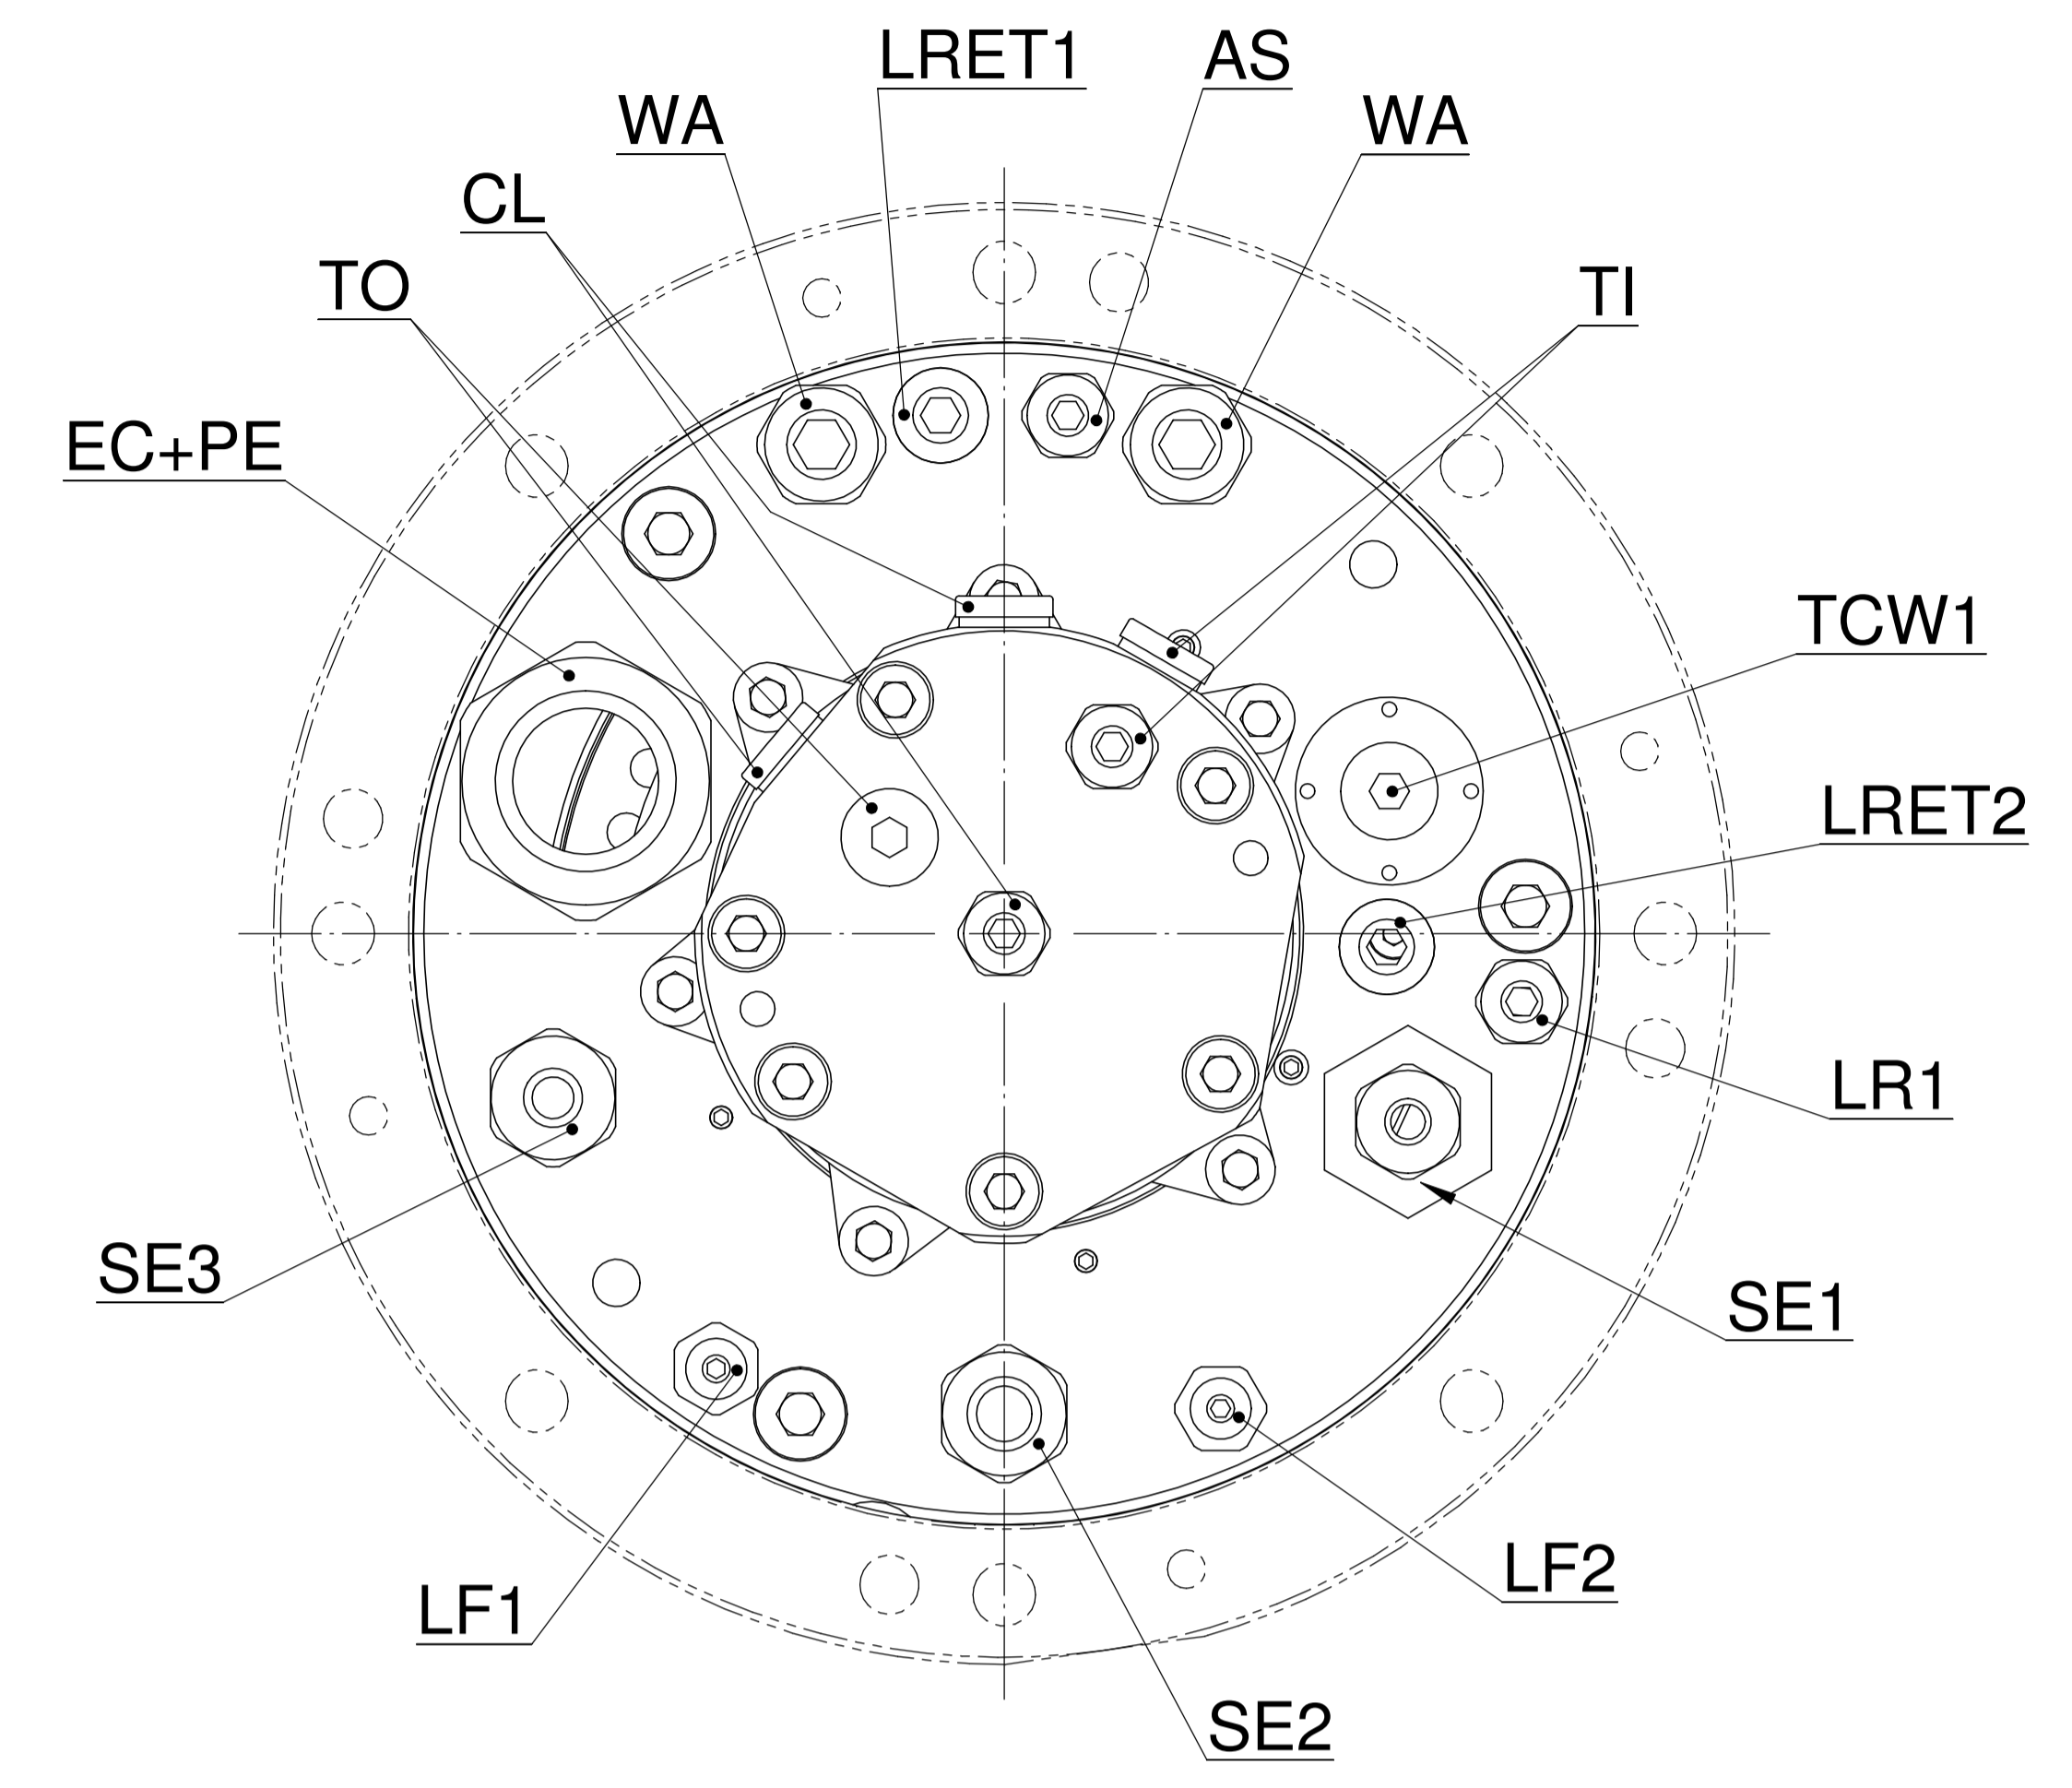 LRET1
AS
WA
WA
CL
TO
TI
EC+PE
TCW1
LRET2
LR1
SE3
SE1
LF2
LF1
SE2